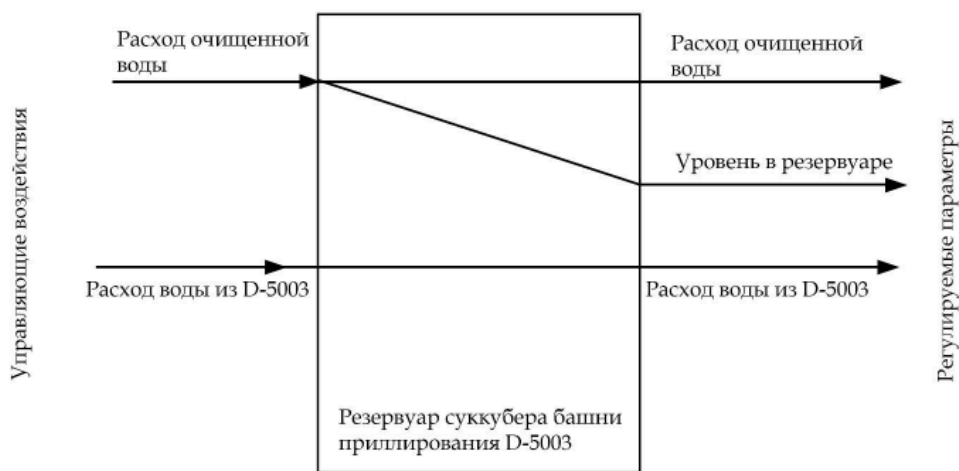 Расход очищенной
воды
Расход очищенной
воды
Управляющие воздействия
Уровень в резервуаре
Регулируемые параметры
Расход воды из D-5003
Расход воды из D-5003
Резервуар суккубера башни
приллирования D-5003